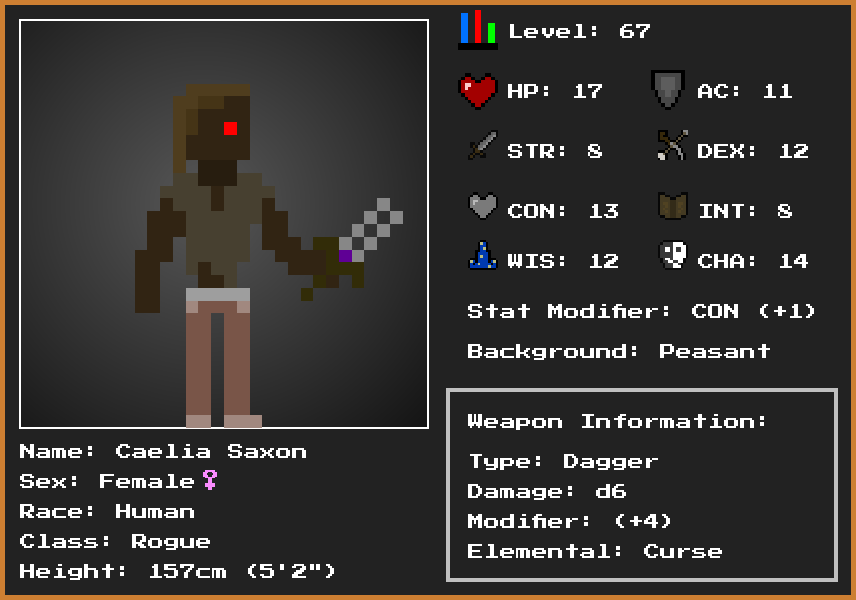 Level: 67
HP: 17
AC: 11
STR: 8
DEX: 12
CON: 13
INT: 8
WIS: 12
CHA: 14
Stat Modifier: CON (+1)
Background: Peasant
Weapon Information:
Type: Dagger
Damage: d6
Modifier: (+4)
Elemental: Curse
Name: Caelia Saxon
Sex: Female♀
Race: Human
Class: Rogue
Height: 157cm (5'2")